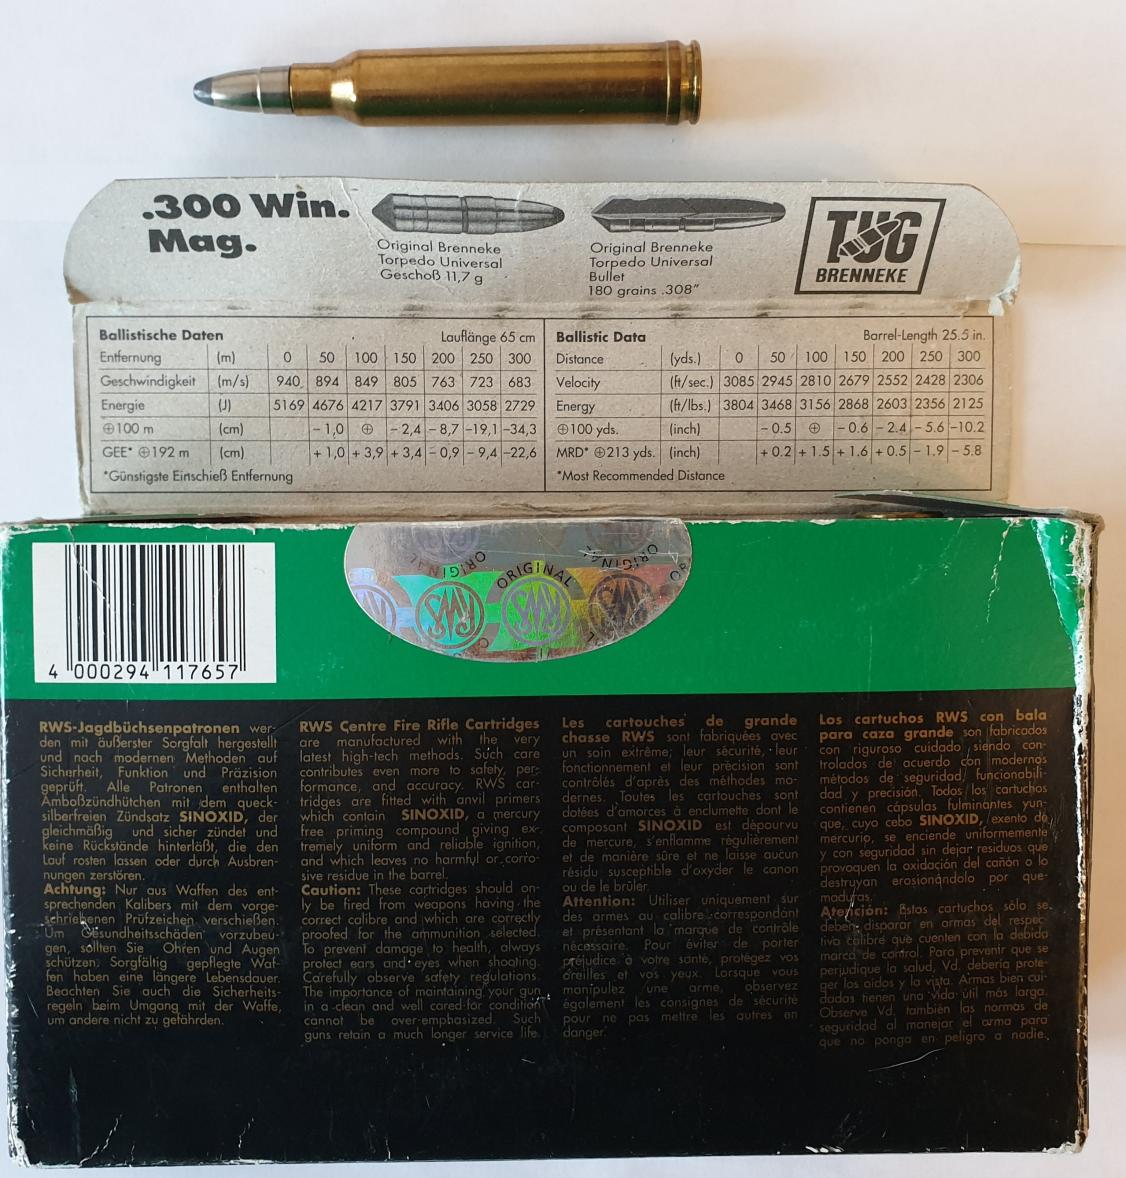 .300 Win.
Mag.
Original Brenneke
Torpedo Universal
Geschoß 11,7 g
Original Brenneke
Torpedo Universal
Bullet
180 grains .308"
TUG
BRENNEKE
Ballistische Daten Lauflänge 65 cm
Entfernung (m) 0 50 100 150 200 250 300
Geschwindigkeit (m/s) 940 894 849 805 763 723 683
Energie (J) 5169 4676 4217 3791 3406 3058 2729
⊕100 m (cm) -1,0 ⊕ -2,4 -8,7 -19,1 -34,3
GEE* ⊕192 m (cm) +1,0 +3,9 +3,4 -0,9 -9,4 -22,6
*Günstigste Einschieß Entfernung
Ballistic Data Barrel-Length 25.5 in.
Distance (yds.) 0 50 100 150 200 250 300
Velocity (ft/sec.) 3085 2945 2810 2679 2552 2428 2306
Energy (ft/lbs.) 3804 3468 3156 2868 2603 2356 2125
⊕100 yds. (inch) -0.5 ⊕ -0.6 -2.4 -5.6 -10.2
MRD* ⊕213 yds. (inch) +0.2 +1.5 +1.6 +0.5 -1.9 -5.8
*Most Recommended Distance
4 000294 117657
ORIGINAL
ORIGINAL
ORIGINAL
RWS-Jagdbüchsenpatronen wer-
den mit äußerster Sorgfalt hergestellt
und nach modernen Methoden auf
Sicherheit, Funktion und Präzision
geprüft. Alle Patronen enthalten
Amboßzündhütchen mit dem queck-
silberfreien Zündsatz SINOXID, der
gleichmäßig und sicher zündet und
keine Rückstände hinterläßt, die den
Lauf rosten lassen oder durch Ausbren-
nungen zerstören.
Achtung: Nur aus Waffen des ent-
sprechenden Kalibers mit dem vorge-
schriebenen Prüfzeichen verschießen.
Um Gesundheitsschäden vorzubeu-
gen, sollten Sie Ohren und Augen
schützen. Sorgfältig gepflegte Waf-
fen haben eine längere Lebensdauer.
Beachten Sie auch die Sicherheits-
regeln beim Umgang mit der Waffe,
um andere nicht zu gefährden.
RWS Centre Fire Rifle Cartridges
are manufactured with the very
latest high-tech methods. Such care
contributes even more to safety, per-
formance, and accuracy. RWS car-
tridges are fitted with anvil primers
which contain SINOXID, a mercury
free priming compound giving ex-
tremely uniform and reliable ignition,
and which leaves no harmful or corro-
sive residue in the barrel.
Caution: These cartridges should on-
ly be fired from weapons having the
correct calibre and which are correctly
proofed for the ammunition selected.
To prevent damage to health, always
protect ears and eyes when shooting.
Carefully observe safety regulations.
The importance of maintaining your gun
in a clean and well cared-for condition
cannot be over-emphasized. Such
guns retain a much longer service life.
Les cartouches de grande
chasse RWS sont fabriquées avec
un soin extrême; leur sécurité, leur
fonctionnement et leur précision sont
contrôlés d'après des méthodes mo-
dernes. Toutes les cartouches sont
dotées d'amorces à enclumette dont le
composant SINOXID est dépourvu
de mercure, s'enflamme régulièrement
et de manière sûre et ne laisse aucun
résidu susceptible d'oxyder le canon
ou de le brûler.
Attention: Utiliser uniquement sur
des armes au calibre correspondant
et présentant la marque de contrôle
nécessaire. Pour éviter de porter
préjudice à votre santé, protégez vos
oreilles et vos yeux. Lorsque vous
manipulez une arme, observez
également les consignes de sécurité
pour ne pas mettre les autres en
danger.
Los cartuchos RWS con bala
para caza grande son fabricados
con riguroso cuidado siendo con-
trolados de acuerdo con modernos
métodos de seguridad, funcionabili-
dad y precisión. Todos los cartuchos
contienen cápsulas fulminantes yun-
que, cuyo cebo SINOXID, exento de
mercurio, se enciende uniformemente
y con seguridad sin dejar residuos que
provoquen la oxidación del cañón o lo
destruyan erosionándolo por que-
maduras.
Atención: Estos cartuchos sólo se
deben disparar en armas del respec-
tivo calibre que cuenten con la debida
marca de control. Para prevenir que se
perjudique la salud, Vd. debería prote-
ger los oídos y la vista. Armas bien cui-
dadas tienen una vida útil más larga.
Observe Vd. también las normas de
seguridad al manejar el arma para
que no ponga en peligro a nadie.